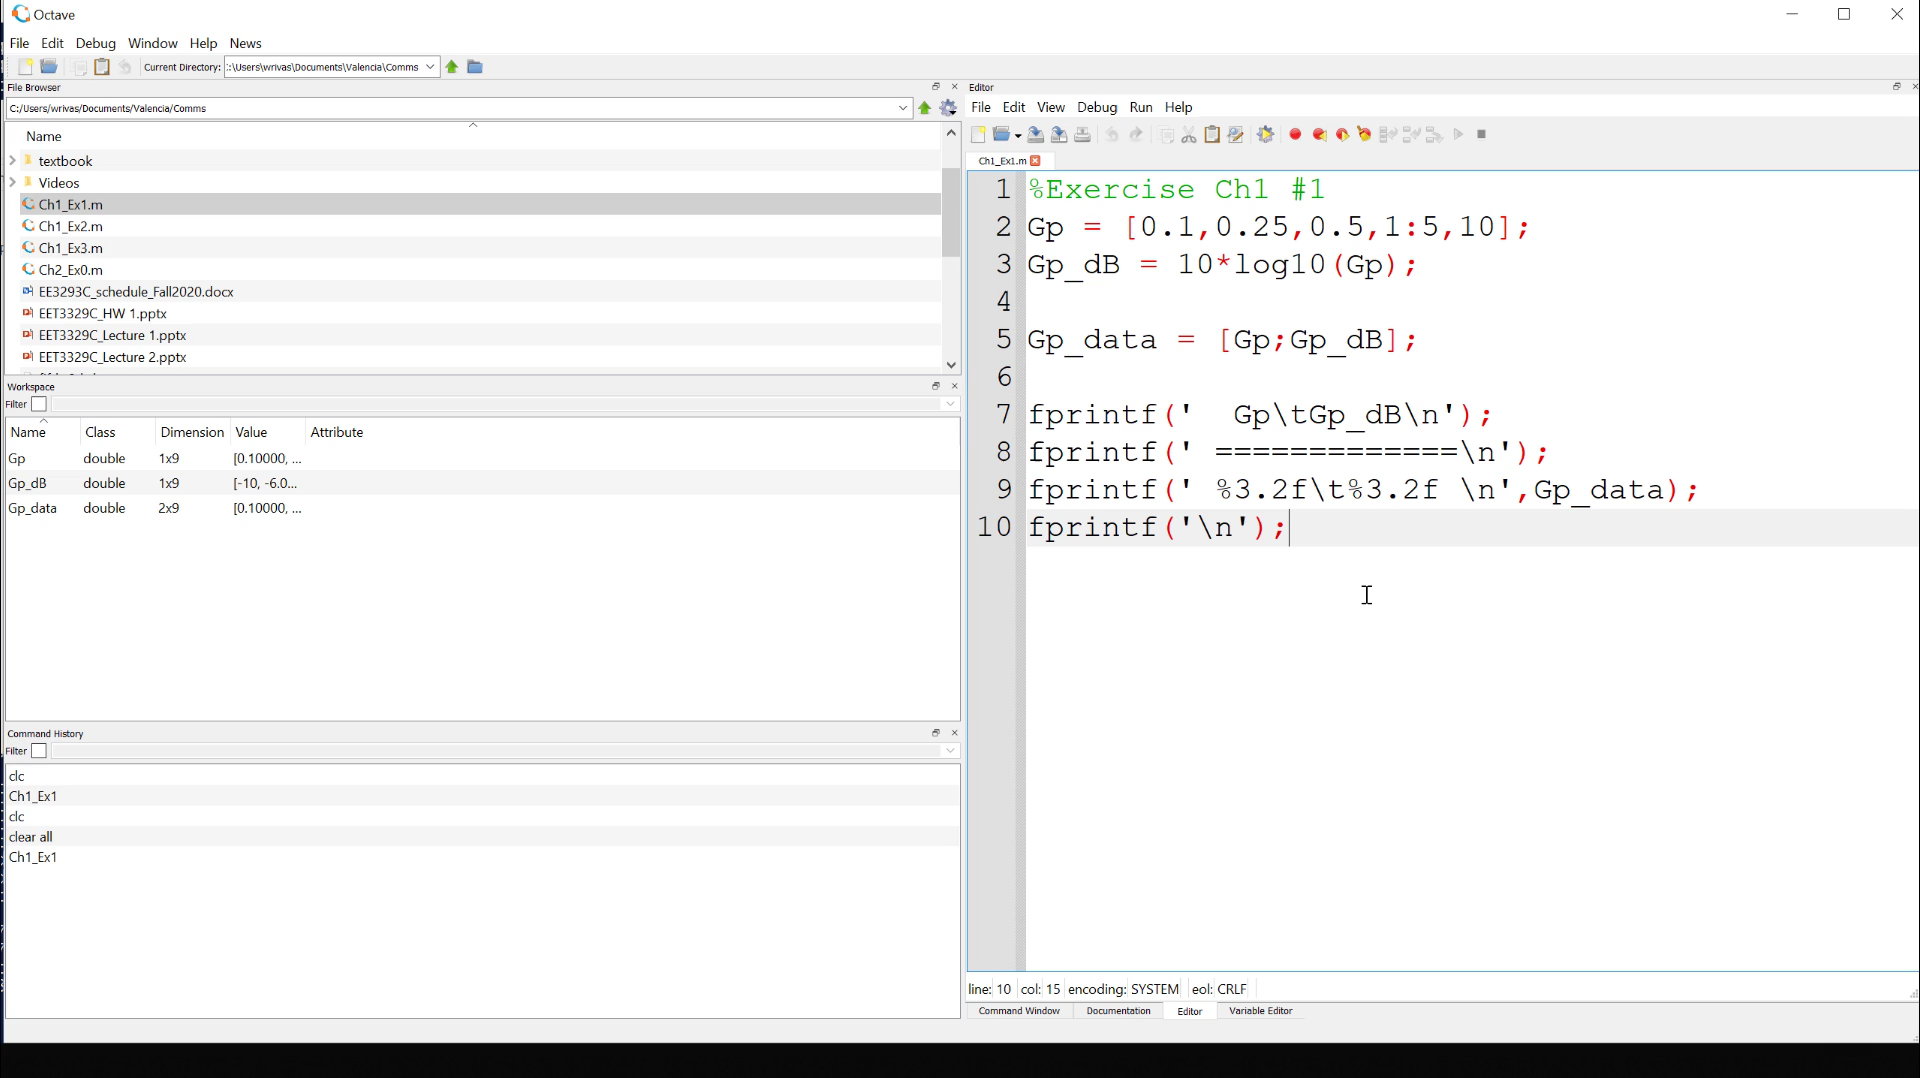 Octave
File Edit Debug Window Help News
Current Directory: :\Users\wrivas\Documents\Valencia\Comms
File Browser
C:/Users/wrivas/Documents/Valencia/Comms
Name
textbook
Videos
Ch1_Ex1.m
Ch1_Ex2.m
Ch1_Ex3.m
Ch2_Ex0.m
EE3293C_schedule_Fall2020.docx
EET3329C_HW 1.pptx
EET3329C_Lecture 1.pptx
EET3329C_Lecture 2.pptx
Workspace
Filter
Name Class Dimension Value Attribute
Gp double 1x9 [0.10000, ...
Gp_dB double 1x9 [-10, -6.0...
Gp_data double 2x9 [0.10000, ...
Command History
Filter
clc
Ch1_Ex1
clc
clear all
Ch1_Ex1
Editor
File Edit View Debug Run Help
Ch1_Ex1.m
1 %Exercise Ch1 #1
2 Gp = [0.1,0.25,0.5,1:5,10];
3 Gp_dB = 10*log10(Gp);
4
5 Gp_data = [Gp;Gp_dB];
6
7 fprintf('  Gp\tGp_dB\n');
8 fprintf(' =============\n');
9 fprintf(' %3.2f\t%3.2f \n',Gp_data);
10 fprintf('\n');
line: 10 col: 15 encoding: SYSTEM eol: CRLF
Command Window Documentation Editor Variable Editor